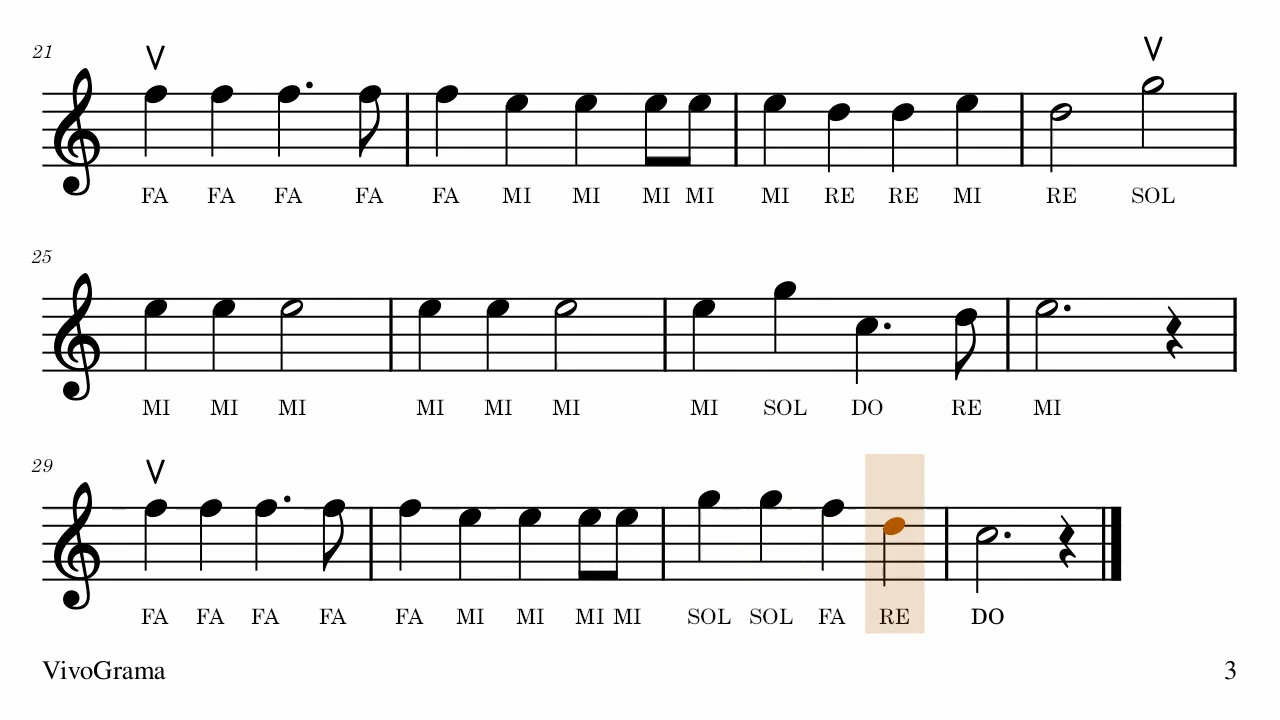 21
FA FA FA FA FA MI MI MI MI MI RE RE MI RE SOL
25
MI MI MI MI MI MI MI SOL DO RE MI
29
FA FA FA FA FA MI MI MI MI SOL SOL FA RE DO
VivoGrama 3